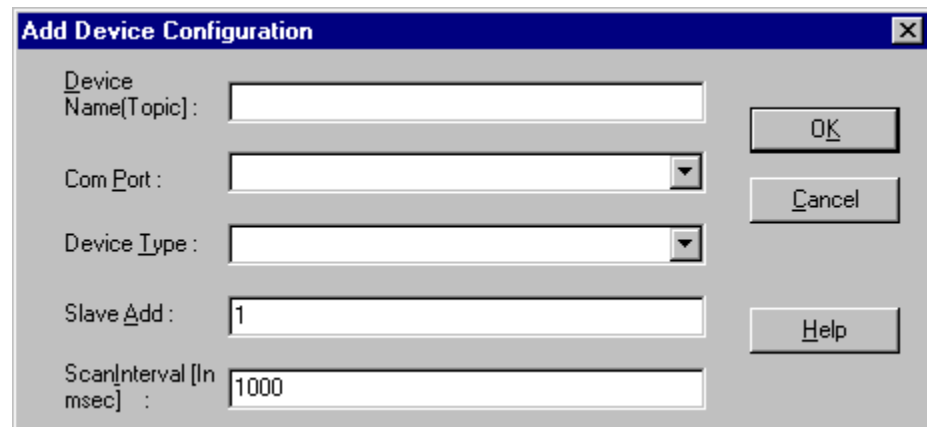 Add Device Configuration
Device
Name(Topic] :
OK
Com Port :
Cancel
Device Type :
Slave Add :
1
Help
ScanInterval [In
msec] :
1000